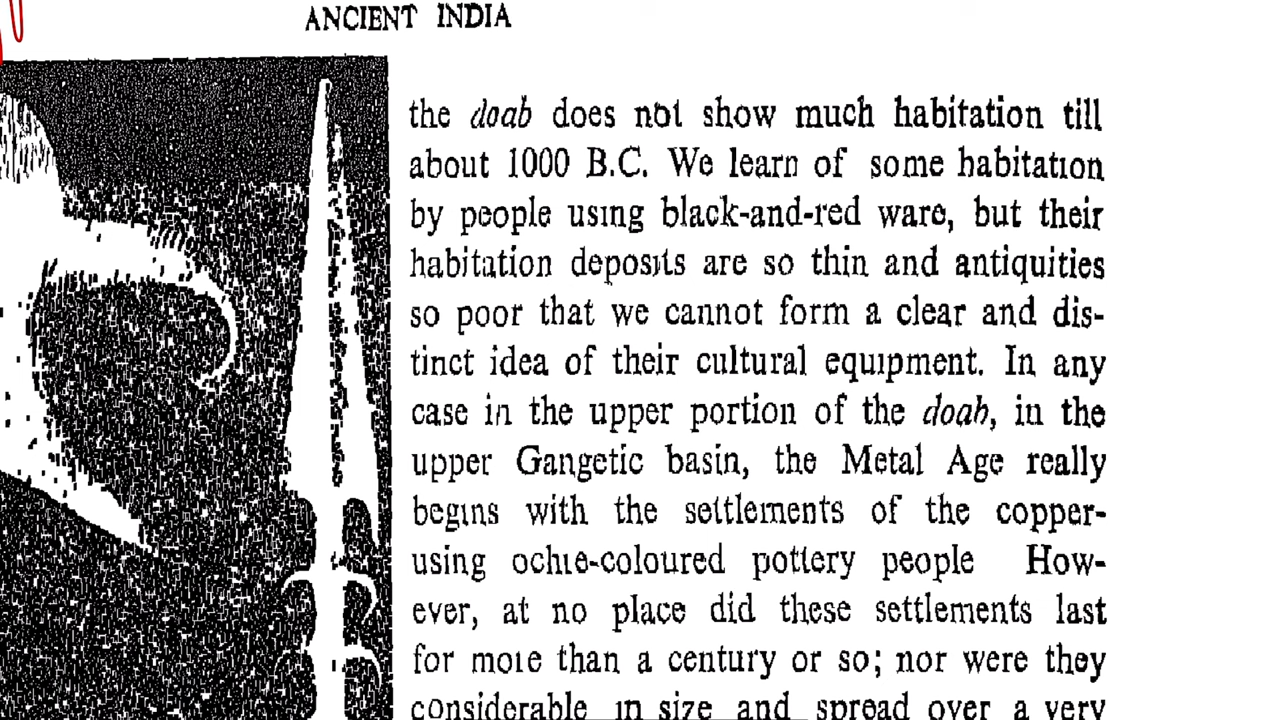 ANCIENT INDIA
the doab does not show much habitation till
about 1000 B.C. We learn of some habitation
by people using black-and-red ware, but their
habitation deposits are so thin and antiquities
so poor that we cannot form a clear and dis-
tinct idea of their cultural equipment. In any
case in the upper portion of the doab, in the
upper Gangetic basin, the Metal Age really
begins with the settlements of the copper-
using ochre-coloured pottery people How-
ever, at no place did these settlements last
for more than a century or so; nor were they
considerable in size and spread over a very